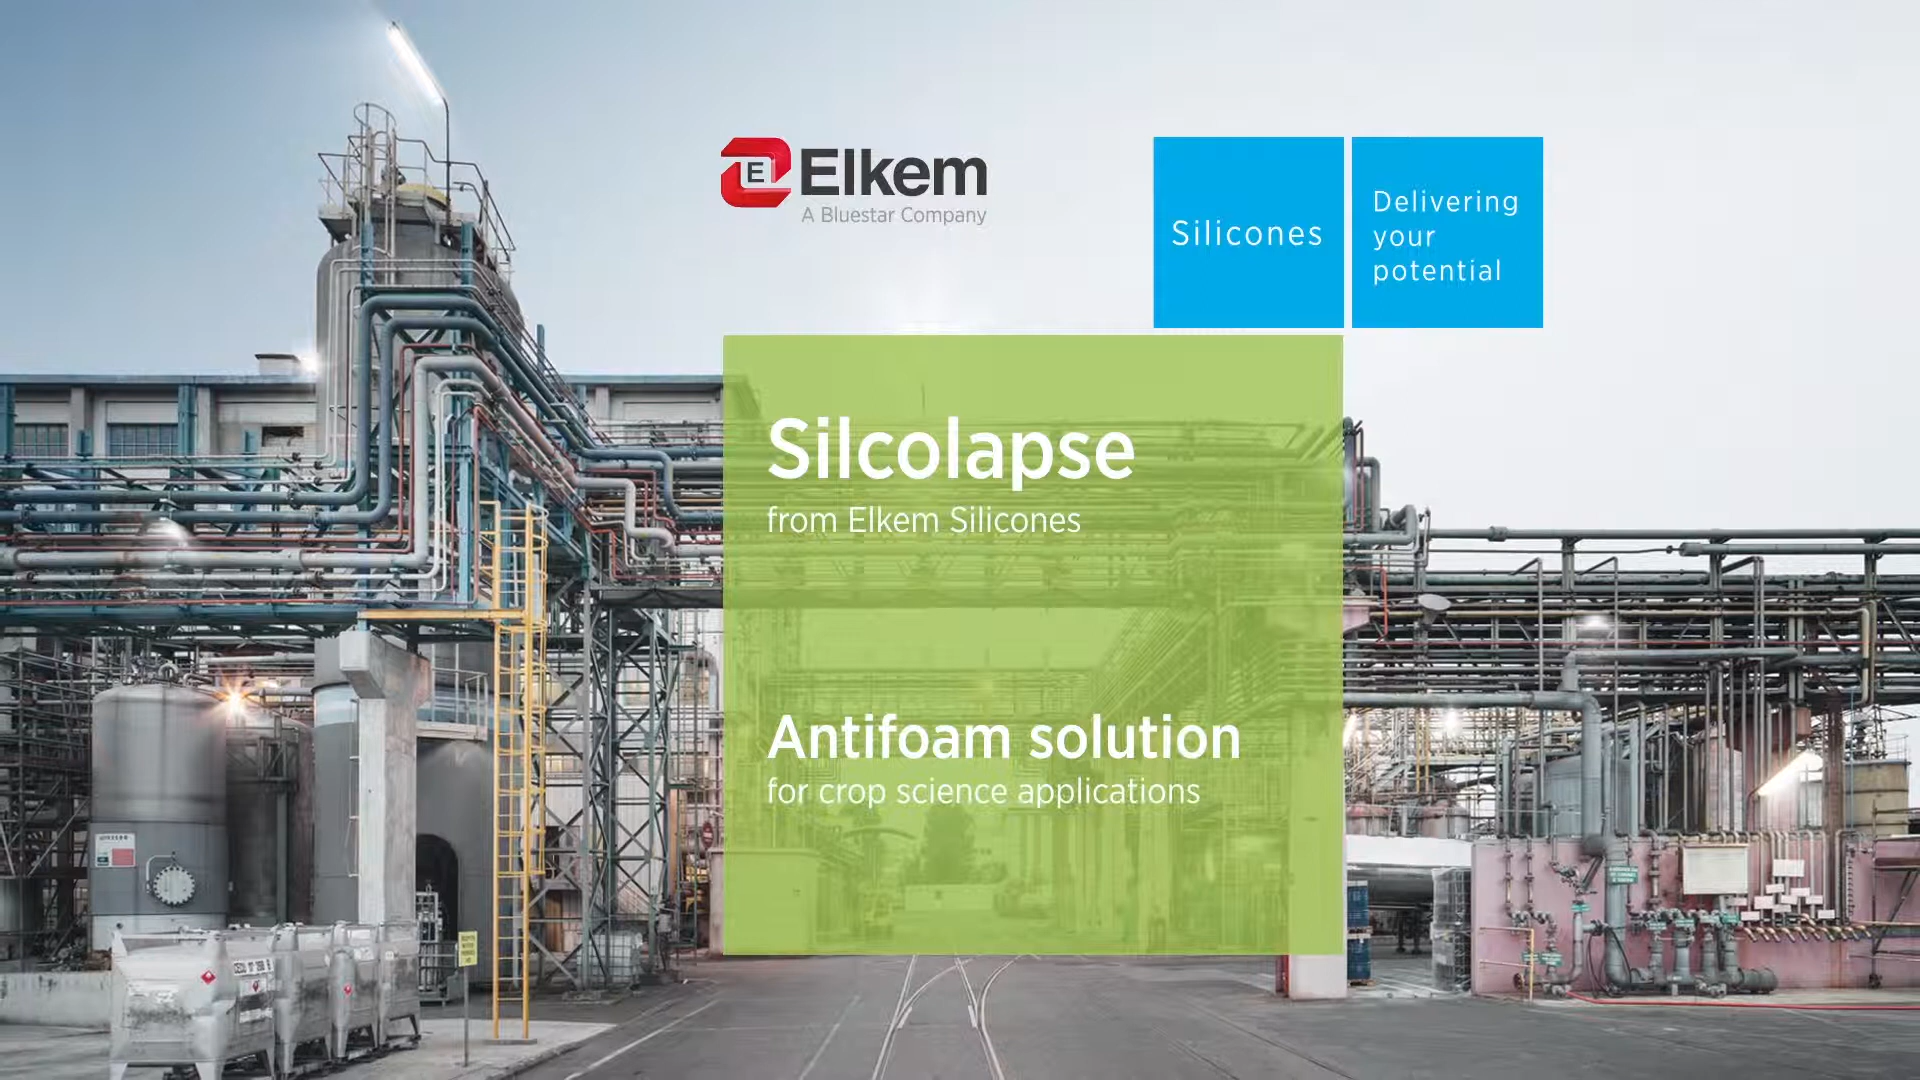 E
Elkem
A Bluestar Company
Silicones
Delivering
your
potential
Silcolapse
from Elkem Silicones
Antifoam solution
for crop science applications